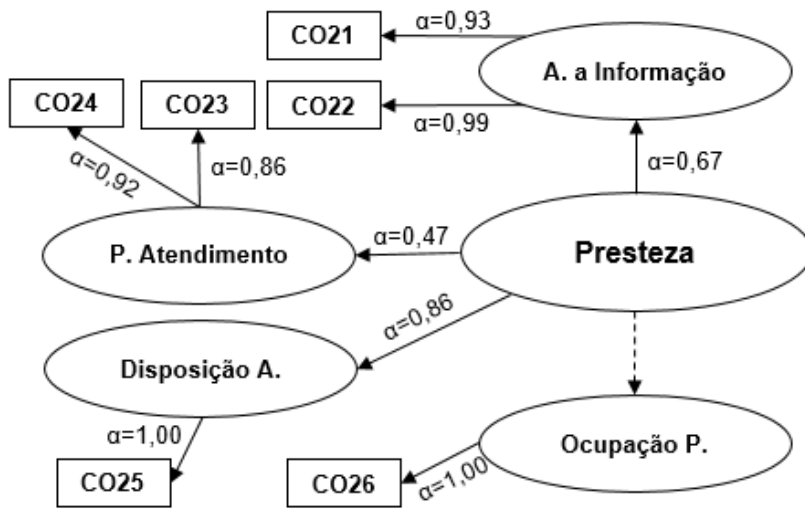 CO21
α=0,93
A. a Informação
CO22
α=0,99
CO24
CO23
α=0,92
α=0,86
α=0,67
P. Atendimento
α=0,47
Presteza
α=0,86
Disposição A.
α=1,00
CO25
Ocupação P.
α=1,00
CO26